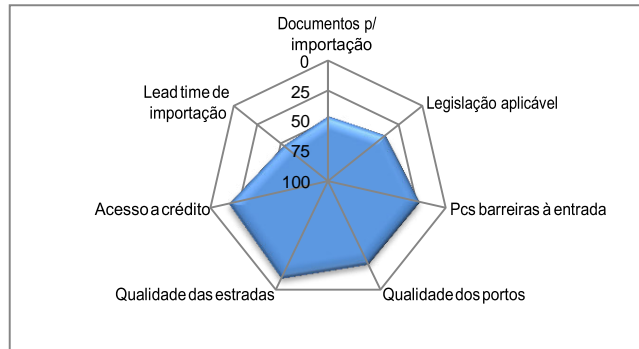 Documentos p/
importação
0
Lead time de
importação
25
Legislação aplicável
50
75
100
Acesso a crédito
Pcs barreiras à entrada
Qualidade das estradas
Qualidade dos portos